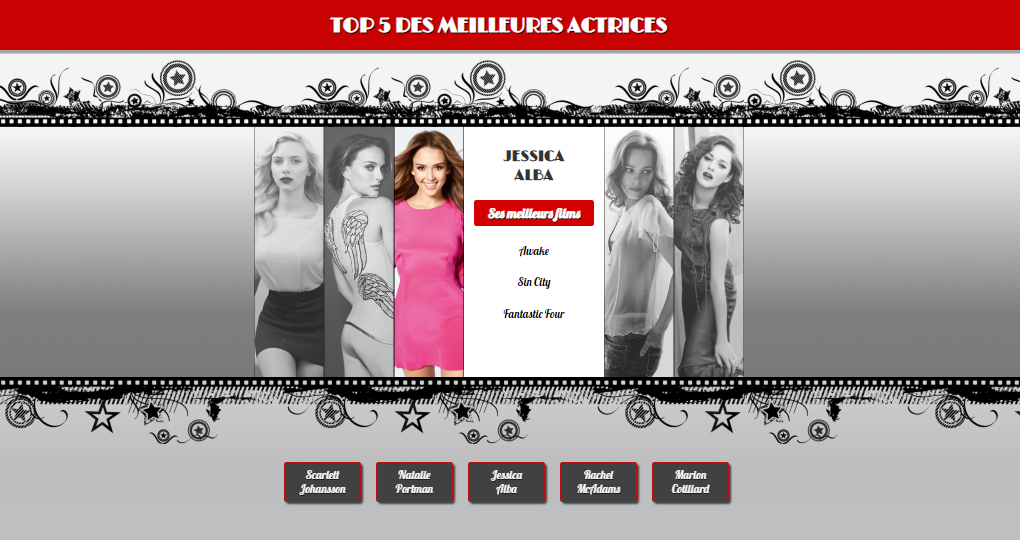 TOP 5 DES MEILLEURES ACTRICES
JESSICA
ALBA
Ses meilleurs films
Awake
Sin City
Fantastic Four
Scarlett
Johansson
Natalie
Portman
Jessica
Alba
Rachel
McAdams
Marion
Cotillard